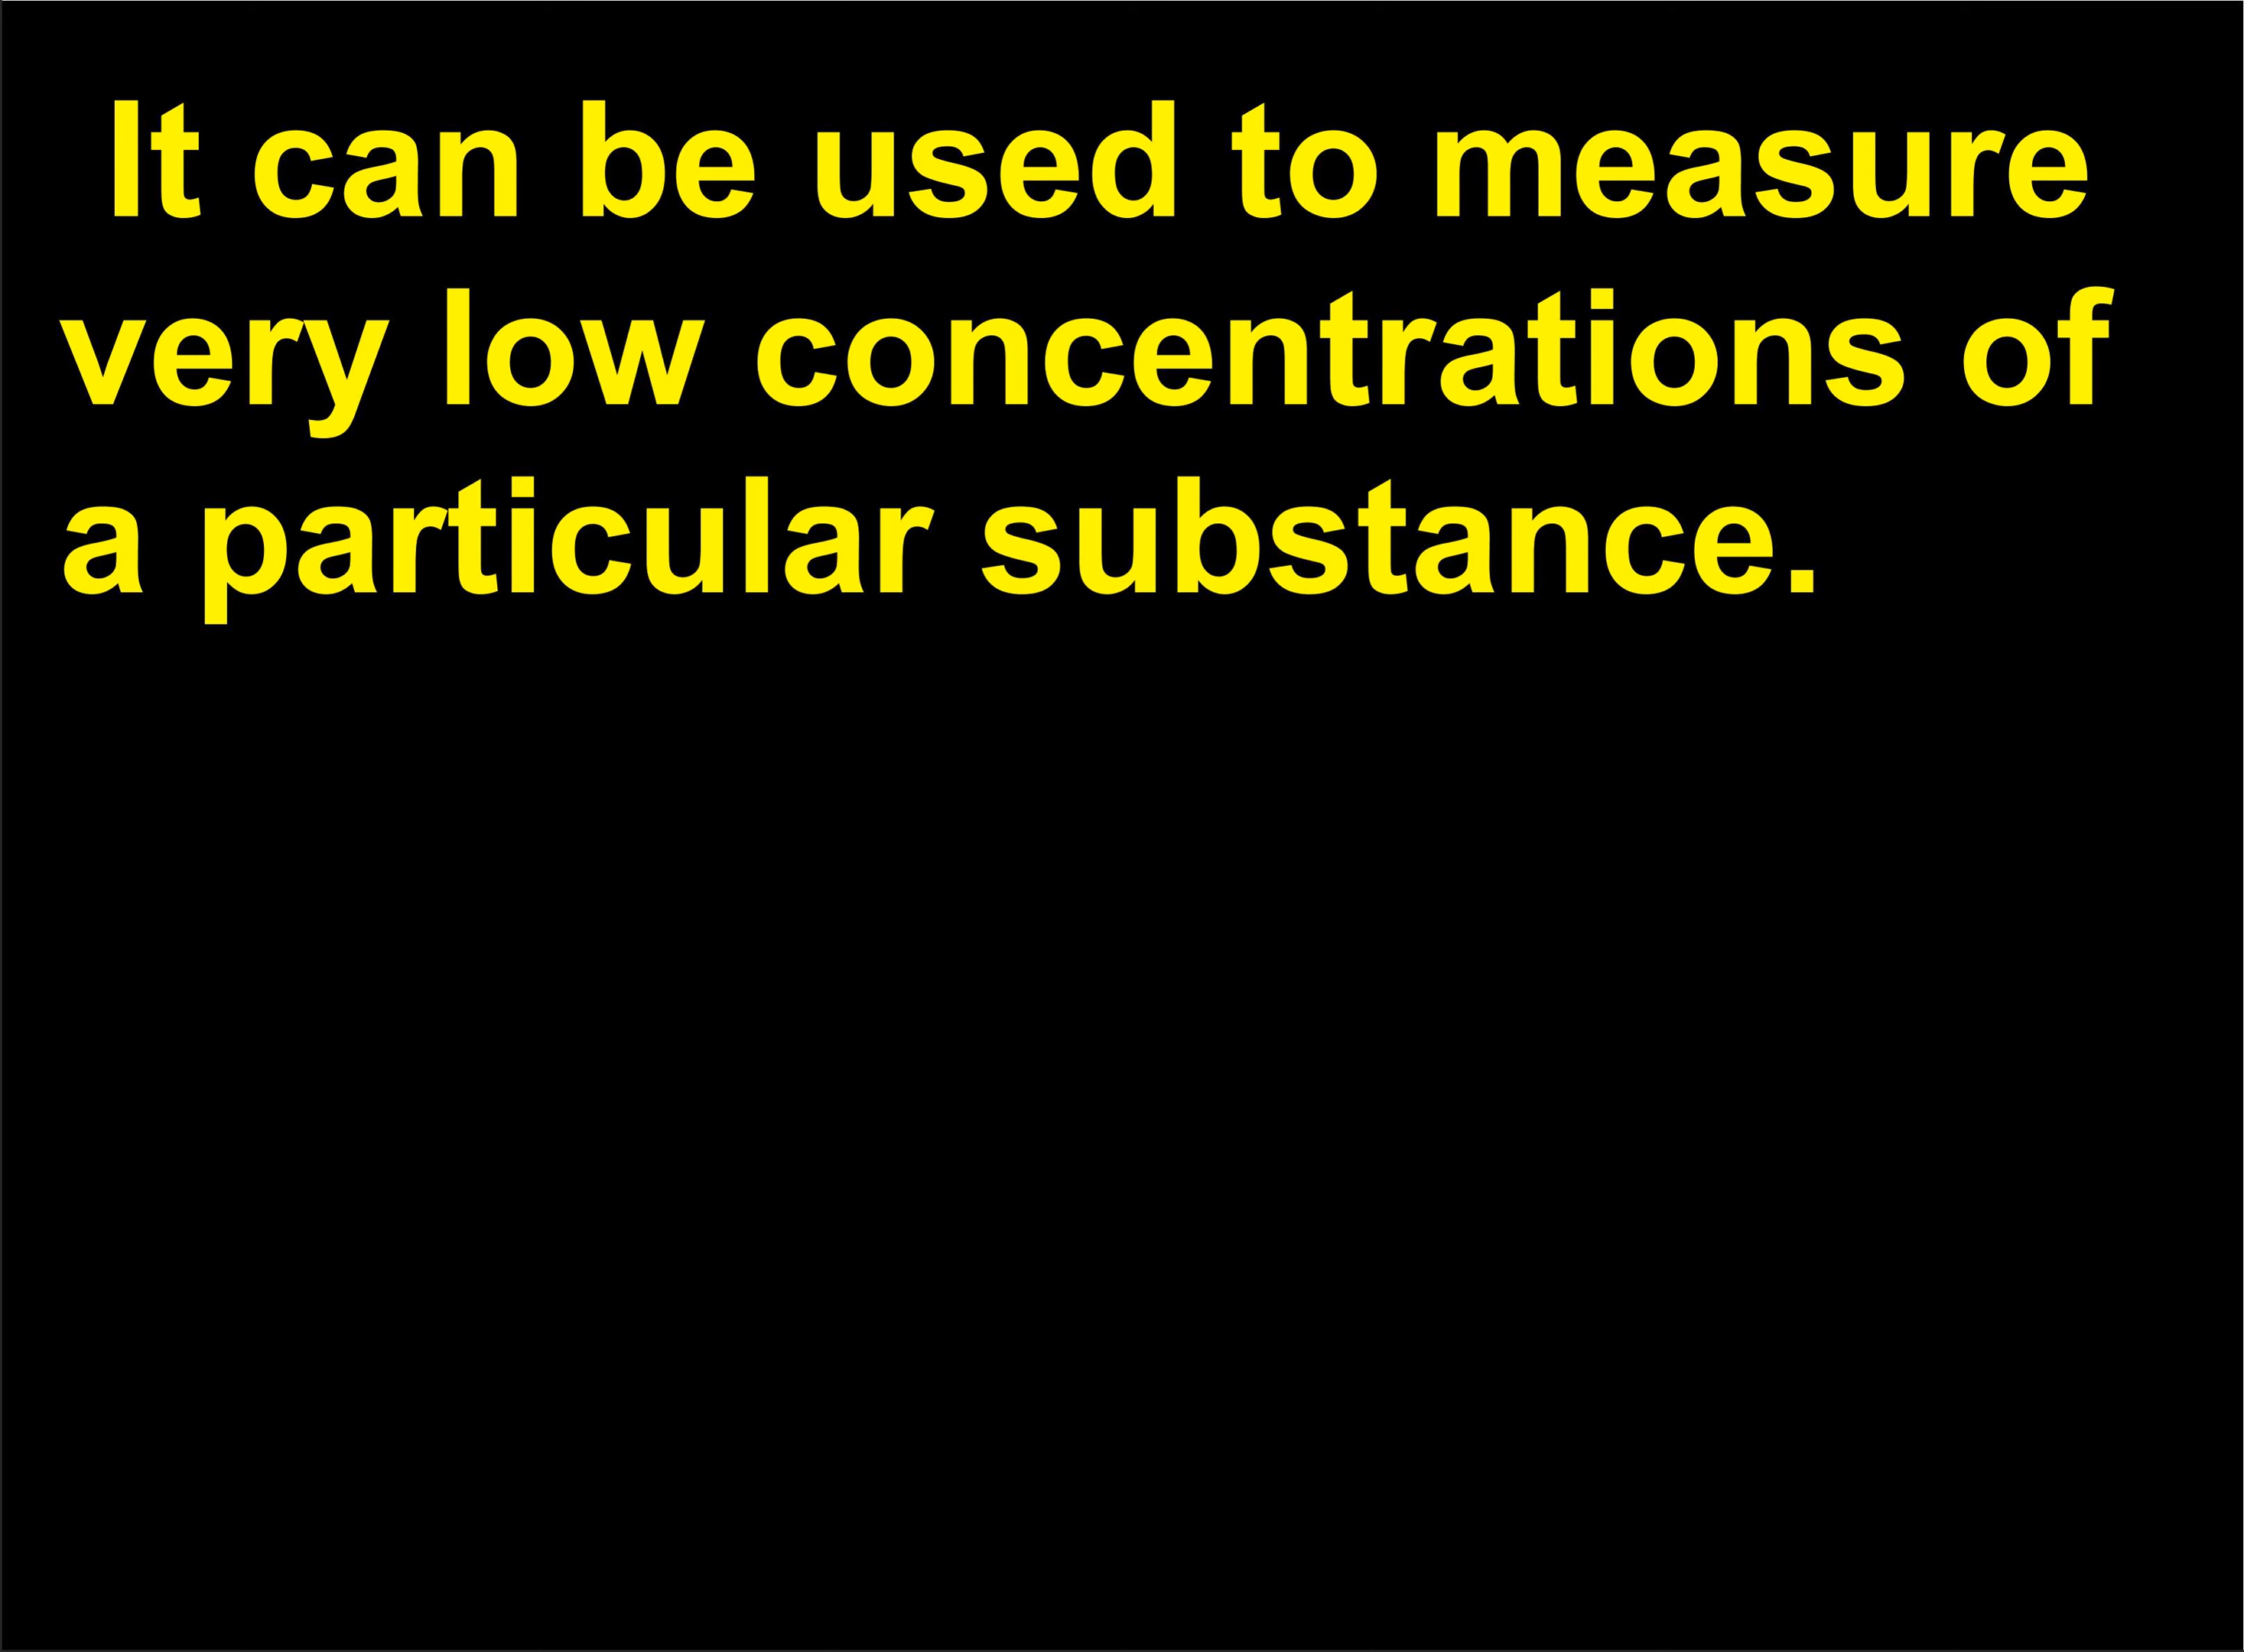 It can be used to measure
very low concentrations of
a particular substance.